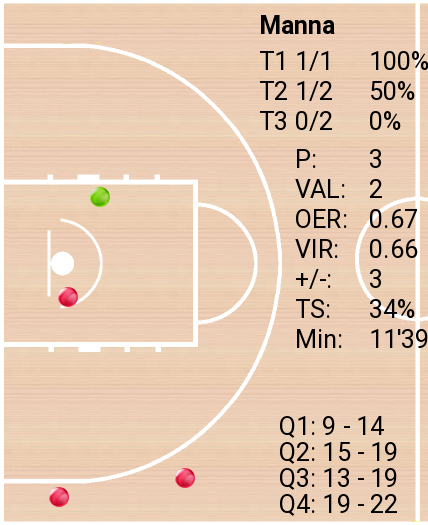 Manna
T1 1/1 100%
T2 1/2 50%
T3 0/2 0%
P: 3
VAL: 2
OER: 0.67
VIR: 0.66
+/-: 3
TS: 34%
Min: 11'39
Q1: 9 - 14
Q2: 15 - 19
Q3: 13 - 19
Q4: 19 - 22